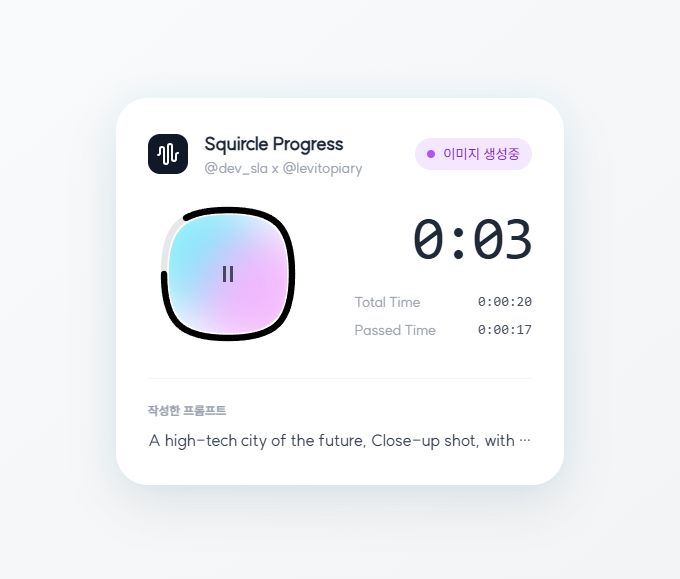 Squircle Progress
@dev_sla x @levitopiary
이미지 생성중
0:03
Total Time 0:00:20
Passed Time 0:00:17
작성한 프롬프트
A high-tech city of the future, Close-up shot, with ···